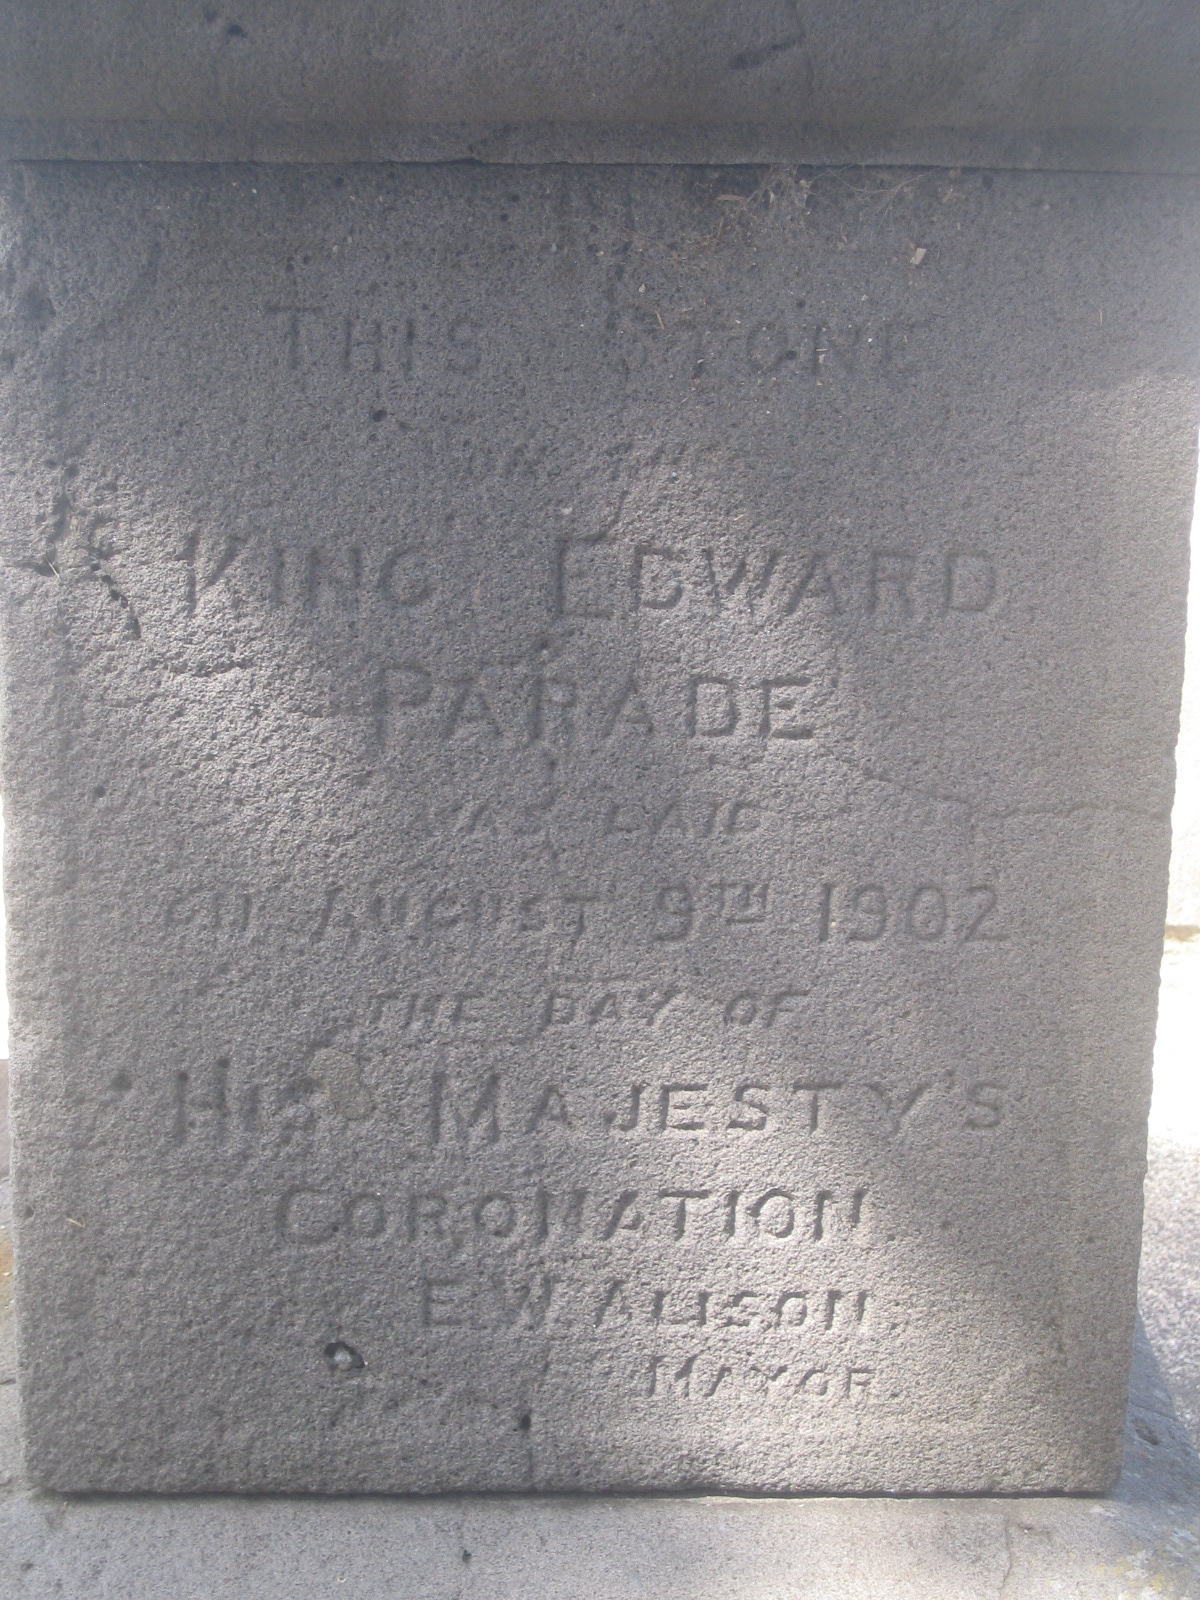 THIS STONE
OF THE
KING EDWARD
PARADE
WAS LAID
ON AUGUST 9TH 1902
THE DAY OF
HIS MAJESTY'S
CORONATION
E.W. ALISON
MAYOR